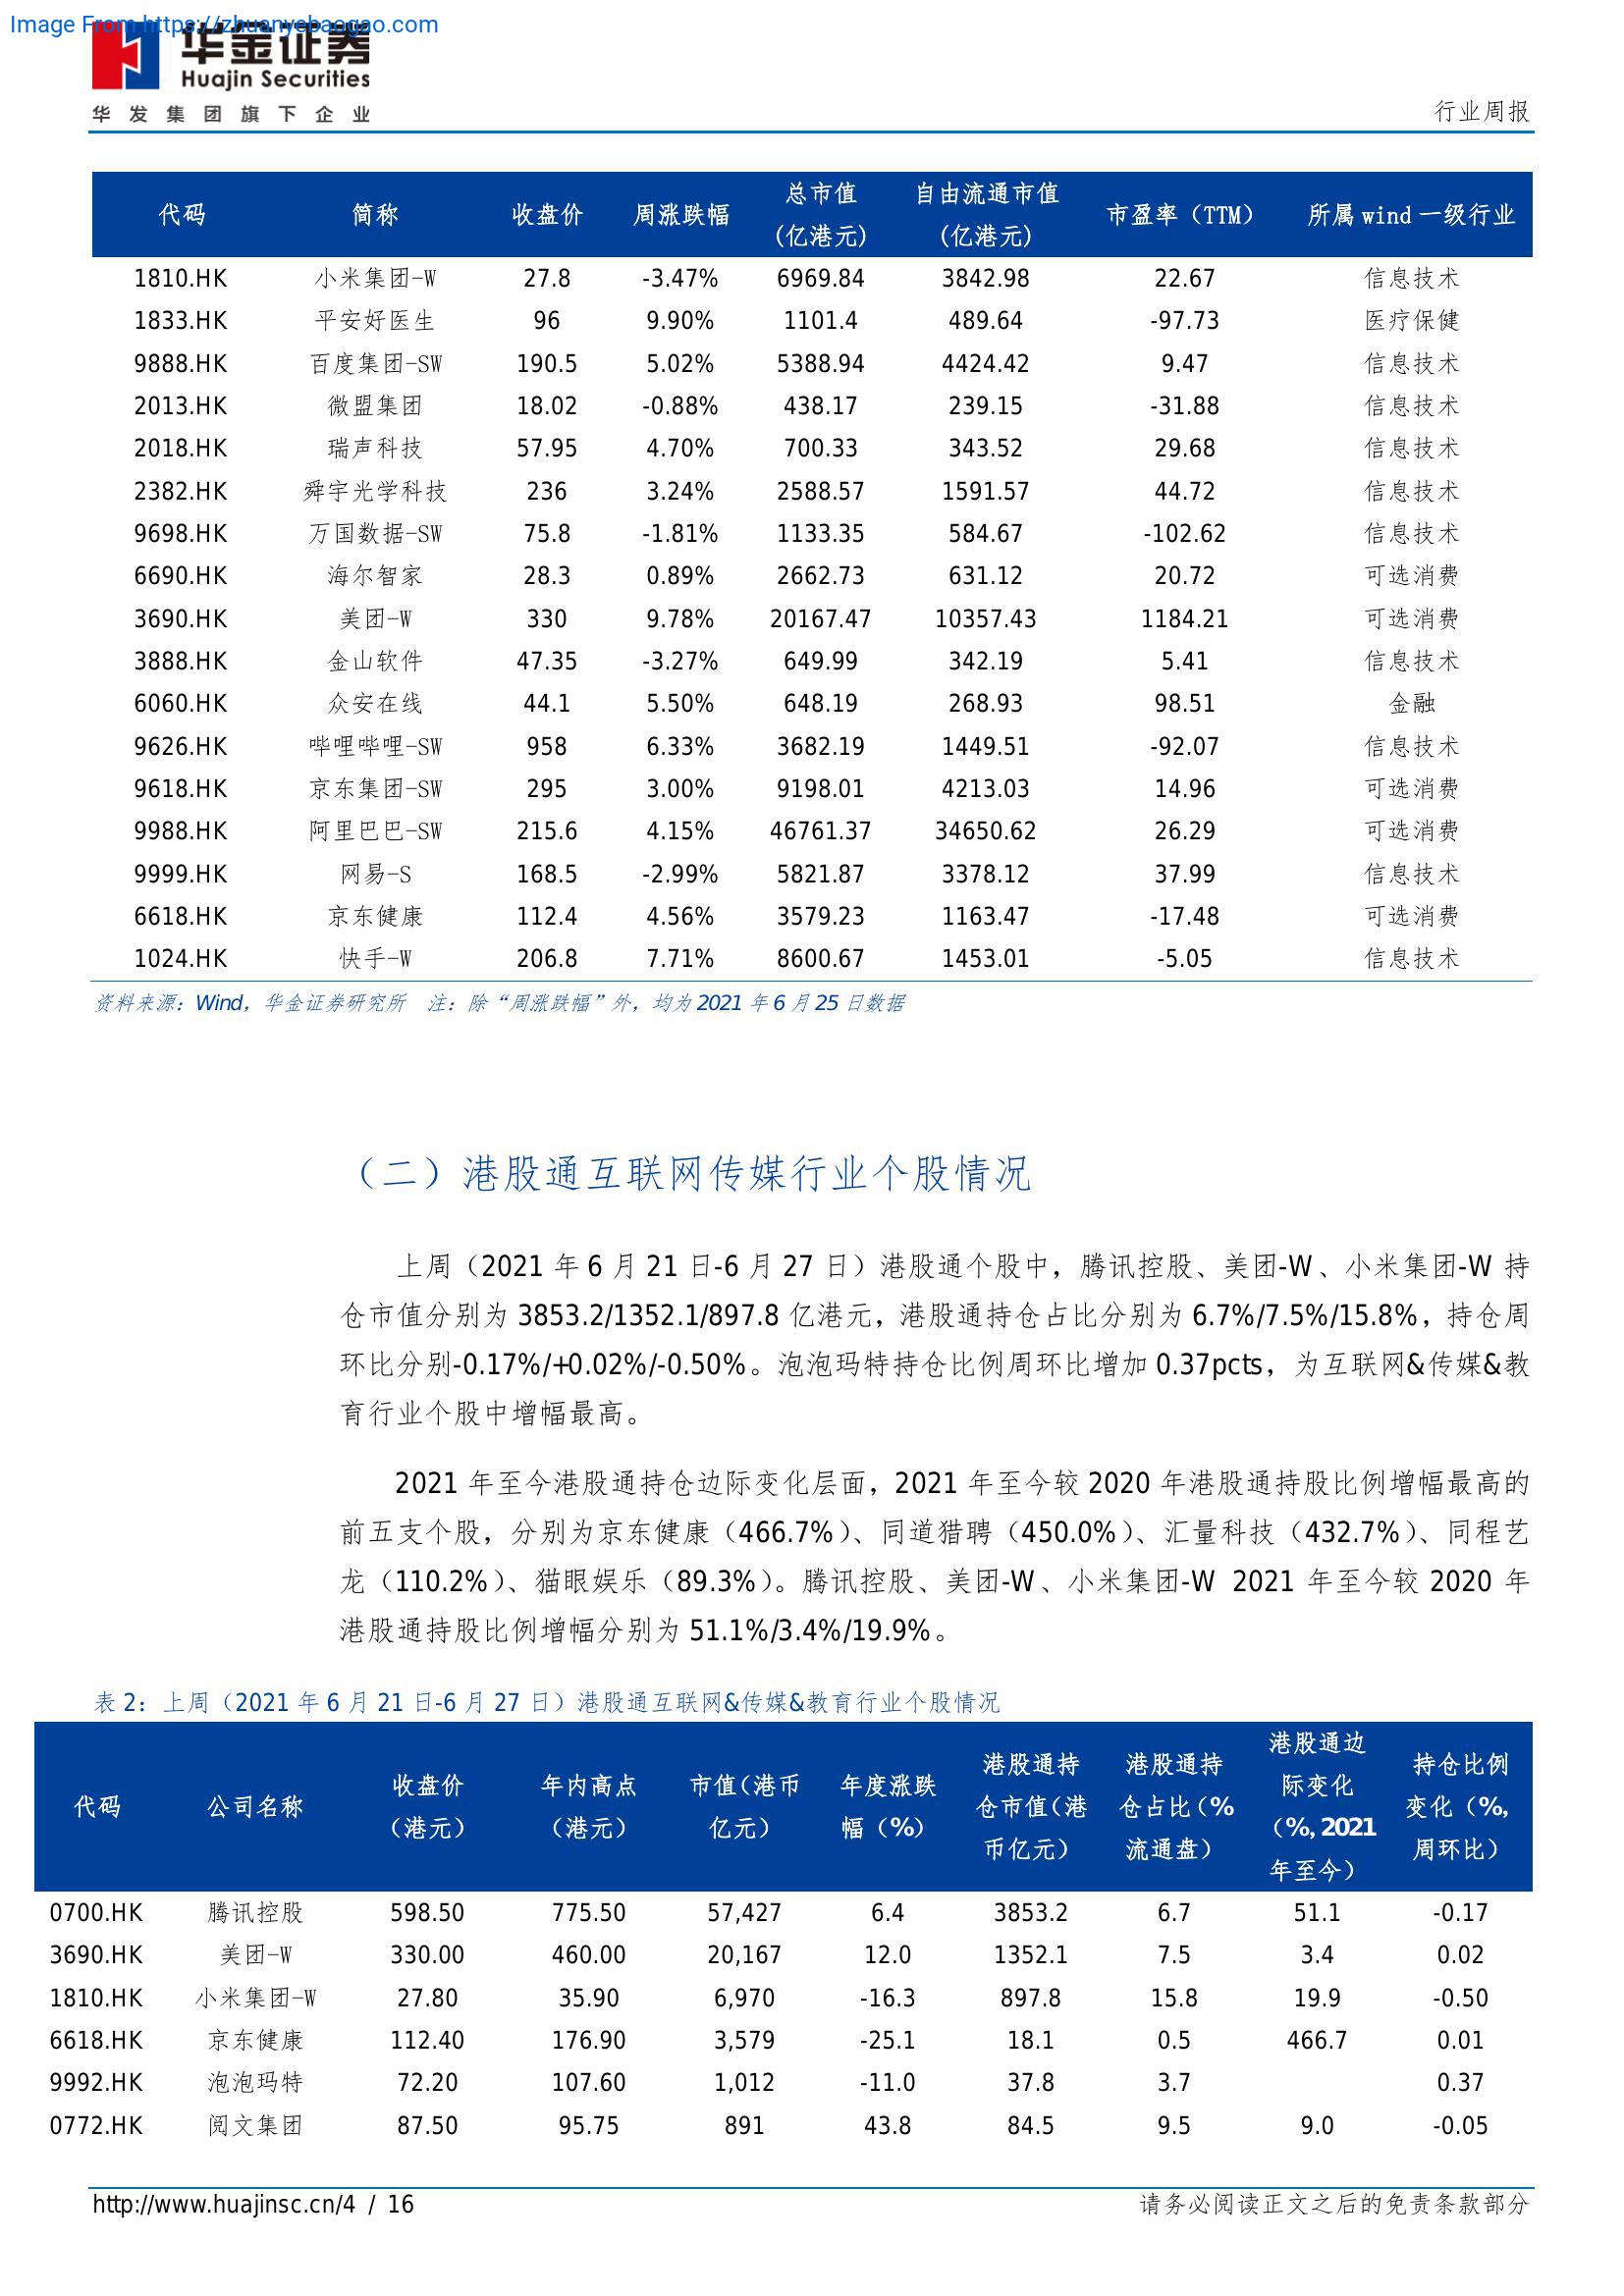 Image From https://zhuanyebaogao.com
华金证券
Huajin Securities
华发集团旗下企业
行业周报
代码 简称 收盘价 周涨跌幅 总市值(亿港元) 自由流通市值(亿港元) 市盈率（TTM） 所属 wind 一级行业
1810.HK 小米集团-W 27.8 -3.47% 6969.84 3842.98 22.67 信息技术
1833.HK 平安好医生 96 9.90% 1101.4 489.64 -97.73 医疗保健
9888.HK 百度集团-SW 190.5 5.02% 5388.94 4424.42 9.47 信息技术
2013.HK 微盟集团 18.02 -0.88% 438.17 239.15 -31.88 信息技术
2018.HK 瑞声科技 57.95 4.70% 700.33 343.52 29.68 信息技术
2382.HK 舜宇光学科技 236 3.24% 2588.57 1591.57 44.72 信息技术
9698.HK 万国数据-SW 75.8 -1.81% 1133.35 584.67 -102.62 信息技术
6690.HK 海尔智家 28.3 0.89% 2662.73 631.12 20.72 可选消费
3690.HK 美团-W 330 9.78% 20167.47 10357.43 1184.21 可选消费
3888.HK 金山软件 47.35 -3.27% 649.99 342.19 5.41 信息技术
6060.HK 众安在线 44.1 5.50% 648.19 268.93 98.51 金融
9626.HK 哔哩哔哩-SW 958 6.33% 3682.19 1449.51 -92.07 信息技术
9618.HK 京东集团-SW 295 3.00% 9198.01 4213.03 14.96 可选消费
9988.HK 阿里巴巴-SW 215.6 4.15% 46761.37 34650.62 26.29 可选消费
9999.HK 网易-S 168.5 -2.99% 5821.87 3378.12 37.99 信息技术
6618.HK 京东健康 112.4 4.56% 3579.23 1163.47 -17.48 可选消费
1024.HK 快手-W 206.8 7.71% 8600.67 1453.01 -5.05 信息技术
资料来源：Wind，华金证券研究所 注：除“周涨跌幅”外，均为 2021 年 6 月 25 日数据
（二）港股通互联网传媒行业个股情况
上周（2021 年 6 月 21 日-6 月 27 日）港股通个股中，腾讯控股、美团-W、小米集团-W 持
仓市值分别为 3853.2/1352.1/897.8 亿港元，港股通持仓占比分别为 6.7%/7.5%/15.8%，持仓周
环比分别-0.17%/+0.02%/-0.50%。泡泡玛特持仓比例周环比增加 0.37pcts，为互联网&传媒&教
育行业个股中增幅最高。
2021 年至今港股通持仓边际变化层面，2021 年至今较 2020 年港股通持股比例增幅最高的
前五支个股，分别为京东健康（466.7%）、同道猎聘（450.0%）、汇量科技（432.7%）、同程艺
龙（110.2%）、猫眼娱乐（89.3%）。腾讯控股、美团-W、小米集团-W 2021 年至今较 2020 年
港股通持股比例增幅分别为 51.1%/3.4%/19.9%。
表 2：上周（2021 年 6 月 21 日-6 月 27 日）港股通互联网&传媒&教育行业个股情况
代码 公司名称 收盘价（港元） 年内高点（港元） 市值（港币亿元） 年度涨跌幅（%） 港股通持仓市值（港币亿元） 港股通持仓占比（%流通盘） 港股通边际变化（%，2021年至今） 持仓比例变化（%，周环比）
0700.HK 腾讯控股 598.50 775.50 57,427 6.4 3853.2 6.7 51.1 -0.17
3690.HK 美团-W 330.00 460.00 20,167 12.0 1352.1 7.5 3.4 0.02
1810.HK 小米集团-W 27.80 35.90 6,970 -16.3 897.8 15.8 19.9 -0.50
6618.HK 京东健康 112.40 176.90 3,579 -25.1 18.1 0.5 466.7 0.01
9992.HK 泡泡玛特 72.20 107.60 1,012 -11.0 37.8 3.7 0.37
0772.HK 阅文集团 87.50 95.75 891 43.8 84.5 9.5 9.0 -0.05
http://www.huajinsc.cn/4 / 16
请务必阅读正文之后的免责条款部分